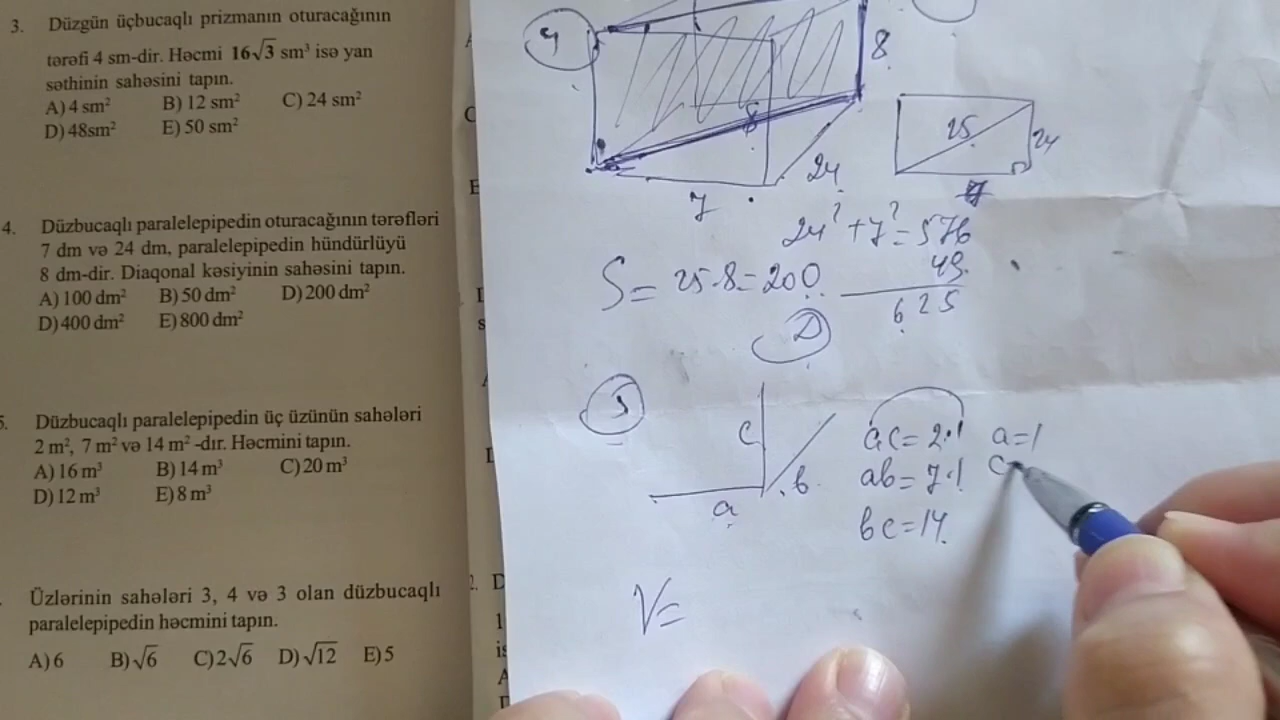 3. Düzgün üçbucaqlı prizmanın oturacağının
tərəfi 4 sm-dir. Həcmi 16√3 sm³ isə yan
səthinin sahəsini tapın.
A) 4 sm² B) 12 sm² C) 24 sm²
D) 48sm² E) 50 sm²
4. Düzbucaqlı paralelepipedin oturacağının tərəfləri
7 dm və 24 dm, paralelepipedin hündürlüyü
8 dm-dir. Diaqonal kəsiyinin sahəsini tapın.
A) 100 dm² B) 50 dm² D) 200 dm²
D) 400 dm² E) 800 dm²
5. Düzbucaqlı paralelepipedin üç üzünün sahələri
2 m², 7 m² və 14 m² -dır. Həcmini tapın.
A) 16 m³ B) 14 m³ C) 20 m³
D) 12 m³ E) 8 m³
Üzlərinin sahələri 3, 4 və 3 olan düzbucaqlı
paralelepipedin həcmini tapın.
A) 6 B) √6 C) 2√6 D) √12 E) 5
4
8
8
24
7
25
24
7
24² + 7² = 576
49
625
S = 25·8 = 200
D
5
c
b
a
ac = 2·1 a = 1
ab = 7·1 c
bc = 14
V =